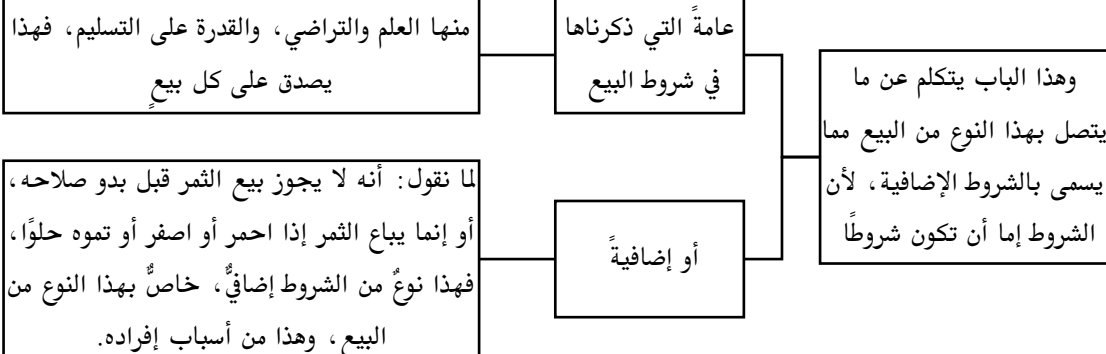 وهذا الباب يتكلم عن ما
يتصل بهذا النوع من البيع مما
يسمى بالشروط الإضافية، لأن
الشروط إما أن تكون شروطًا
عامةً التي ذكرناها
في شروط البيع
منها العلم والتراضي، والقدرة على التسليم، فهذا
يصدق على كل بيعٍ
أو إضافيةً
لما نقول: أنه لا يجوز بيع الثمر قبل بدو صلاحه،
أو إنما يباع الثمر إذا احمر أو اصفر أو تموه حلوًا،
فهذا نوعٌ من الشروط إضافيٌّ، خاصٌّ بهذا النوع من
البيع، وهذا من أسباب إفراده.